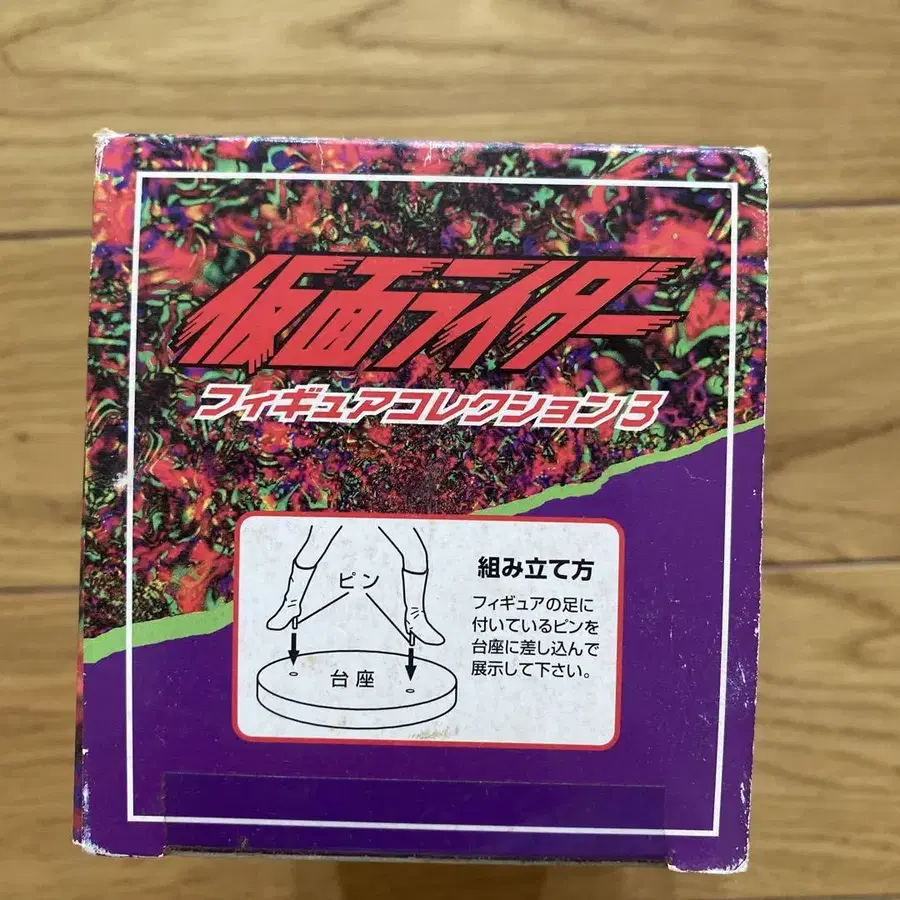 仮面ライダー
フィギュアコレクション3
ピン
台座
組み立て方
フィギュアの足に
付いているピンを
台座に差し込んで
展示して下さい。